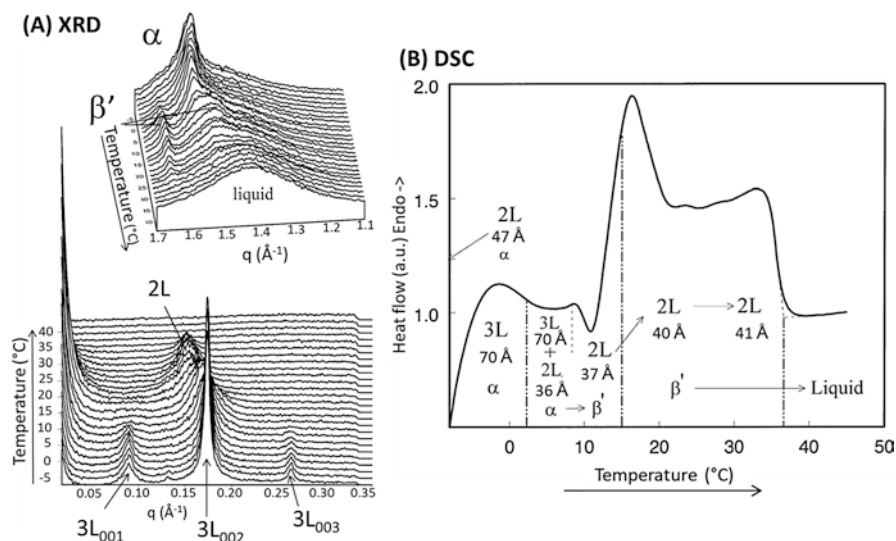 (A) XRD
α
β'
Temperature (°C)
liquid
1.7 1.6 1.5 1.4 1.3 1.2 1.1
q (Å-1)
2L
Temperature (°C)
40
35
30
25
20
15
10
5
0
-5
0.05 0.10 0.15 0.20 0.25 0.30 0.35
q (Å-1)
3L001
3L002
3L003
(B) DSC
Heat flow (a.u.) Endo ->
2.0
1.5
1.0
2L
47 Å
α
3L
70 Å
α
3L
70 Å
+
2L
36 Å
α → β'
2L
37 Å
2L → 2L
40 Å 41 Å
β' → Liquid
0 10 20 30 40 50
Temperature (°C)